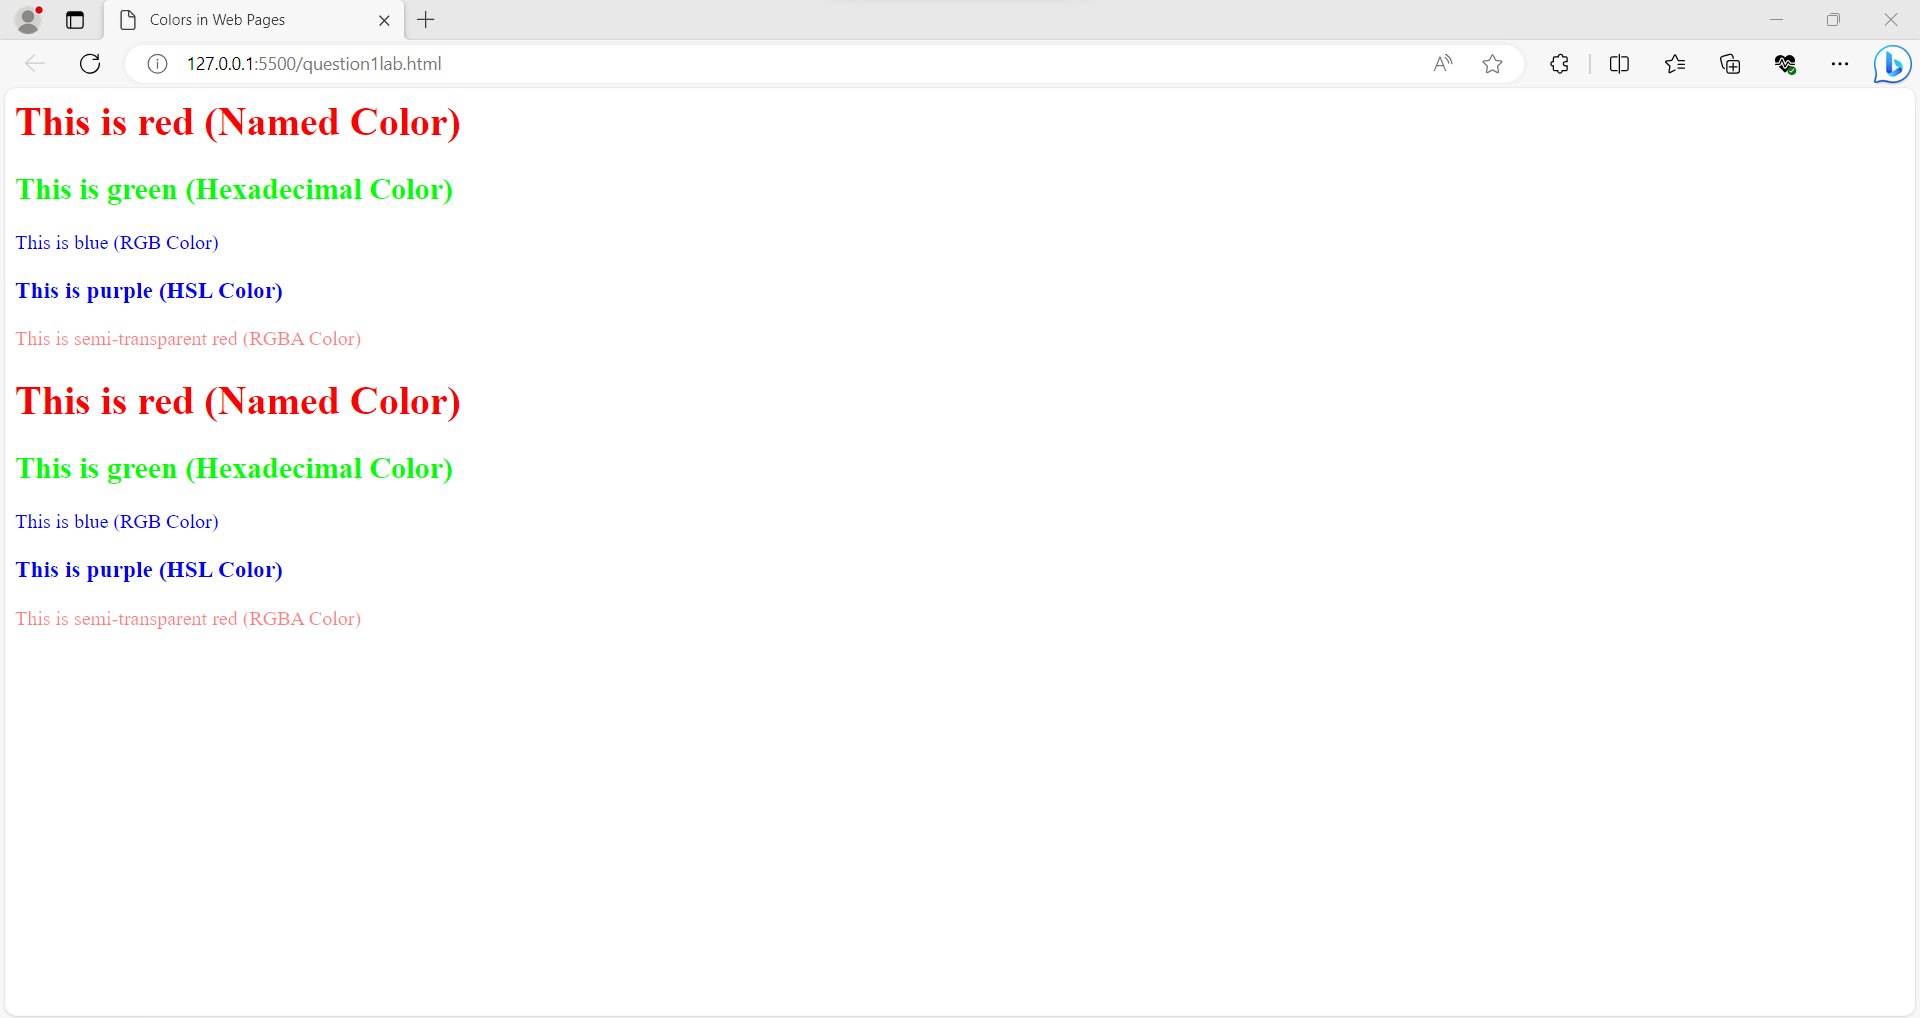 Colors in Web Pages
127.0.0.1:5500/question1lab.html
This is red (Named Color)
This is green (Hexadecimal Color)
This is blue (RGB Color)
This is purple (HSL Color)
This is semi-transparent red (RGBA Color)
This is red (Named Color)
This is green (Hexadecimal Color)
This is blue (RGB Color)
This is purple (HSL Color)
This is semi-transparent red (RGBA Color)